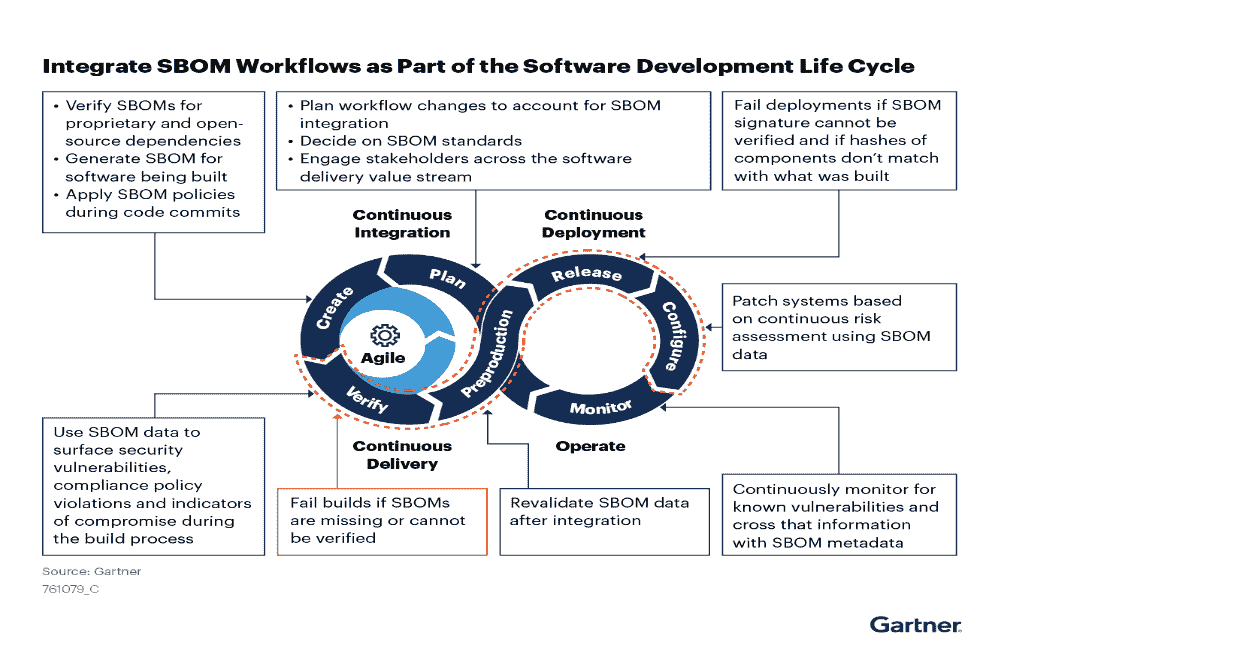 Integrate SBOM Workflows as Part of the Software Development Life Cycle
• Verify SBOMs for
proprietary and open-
source dependencies
• Generate SBOM for
software being built
• Apply SBOM policies
during code commits
• Plan workflow changes to account for SBOM
integration
• Decide on SBOM standards
• Engage stakeholders across the software
delivery value stream
Fail deployments if SBOM
signature cannot be
verified and if hashes of
components don't match
with what was built
Continuous
Integration
Continuous
Deployment
Plan
Create
Agile
Verify
Preproduction
Release
Configure
Monitor
Patch systems based
on continuous risk
assessment using SBOM
data
Continuous
Delivery
Operate
Use SBOM data to
surface security
vulnerabilities,
compliance policy
violations and indicators
of compromise during
the build process
Fail builds if SBOMs
are missing or cannot
be verified
Revalidate SBOM data
after integration
Continuously monitor for
known vulnerabilities and
cross that information
with SBOM metadata
Source: Gartner
761079_C
Gartner